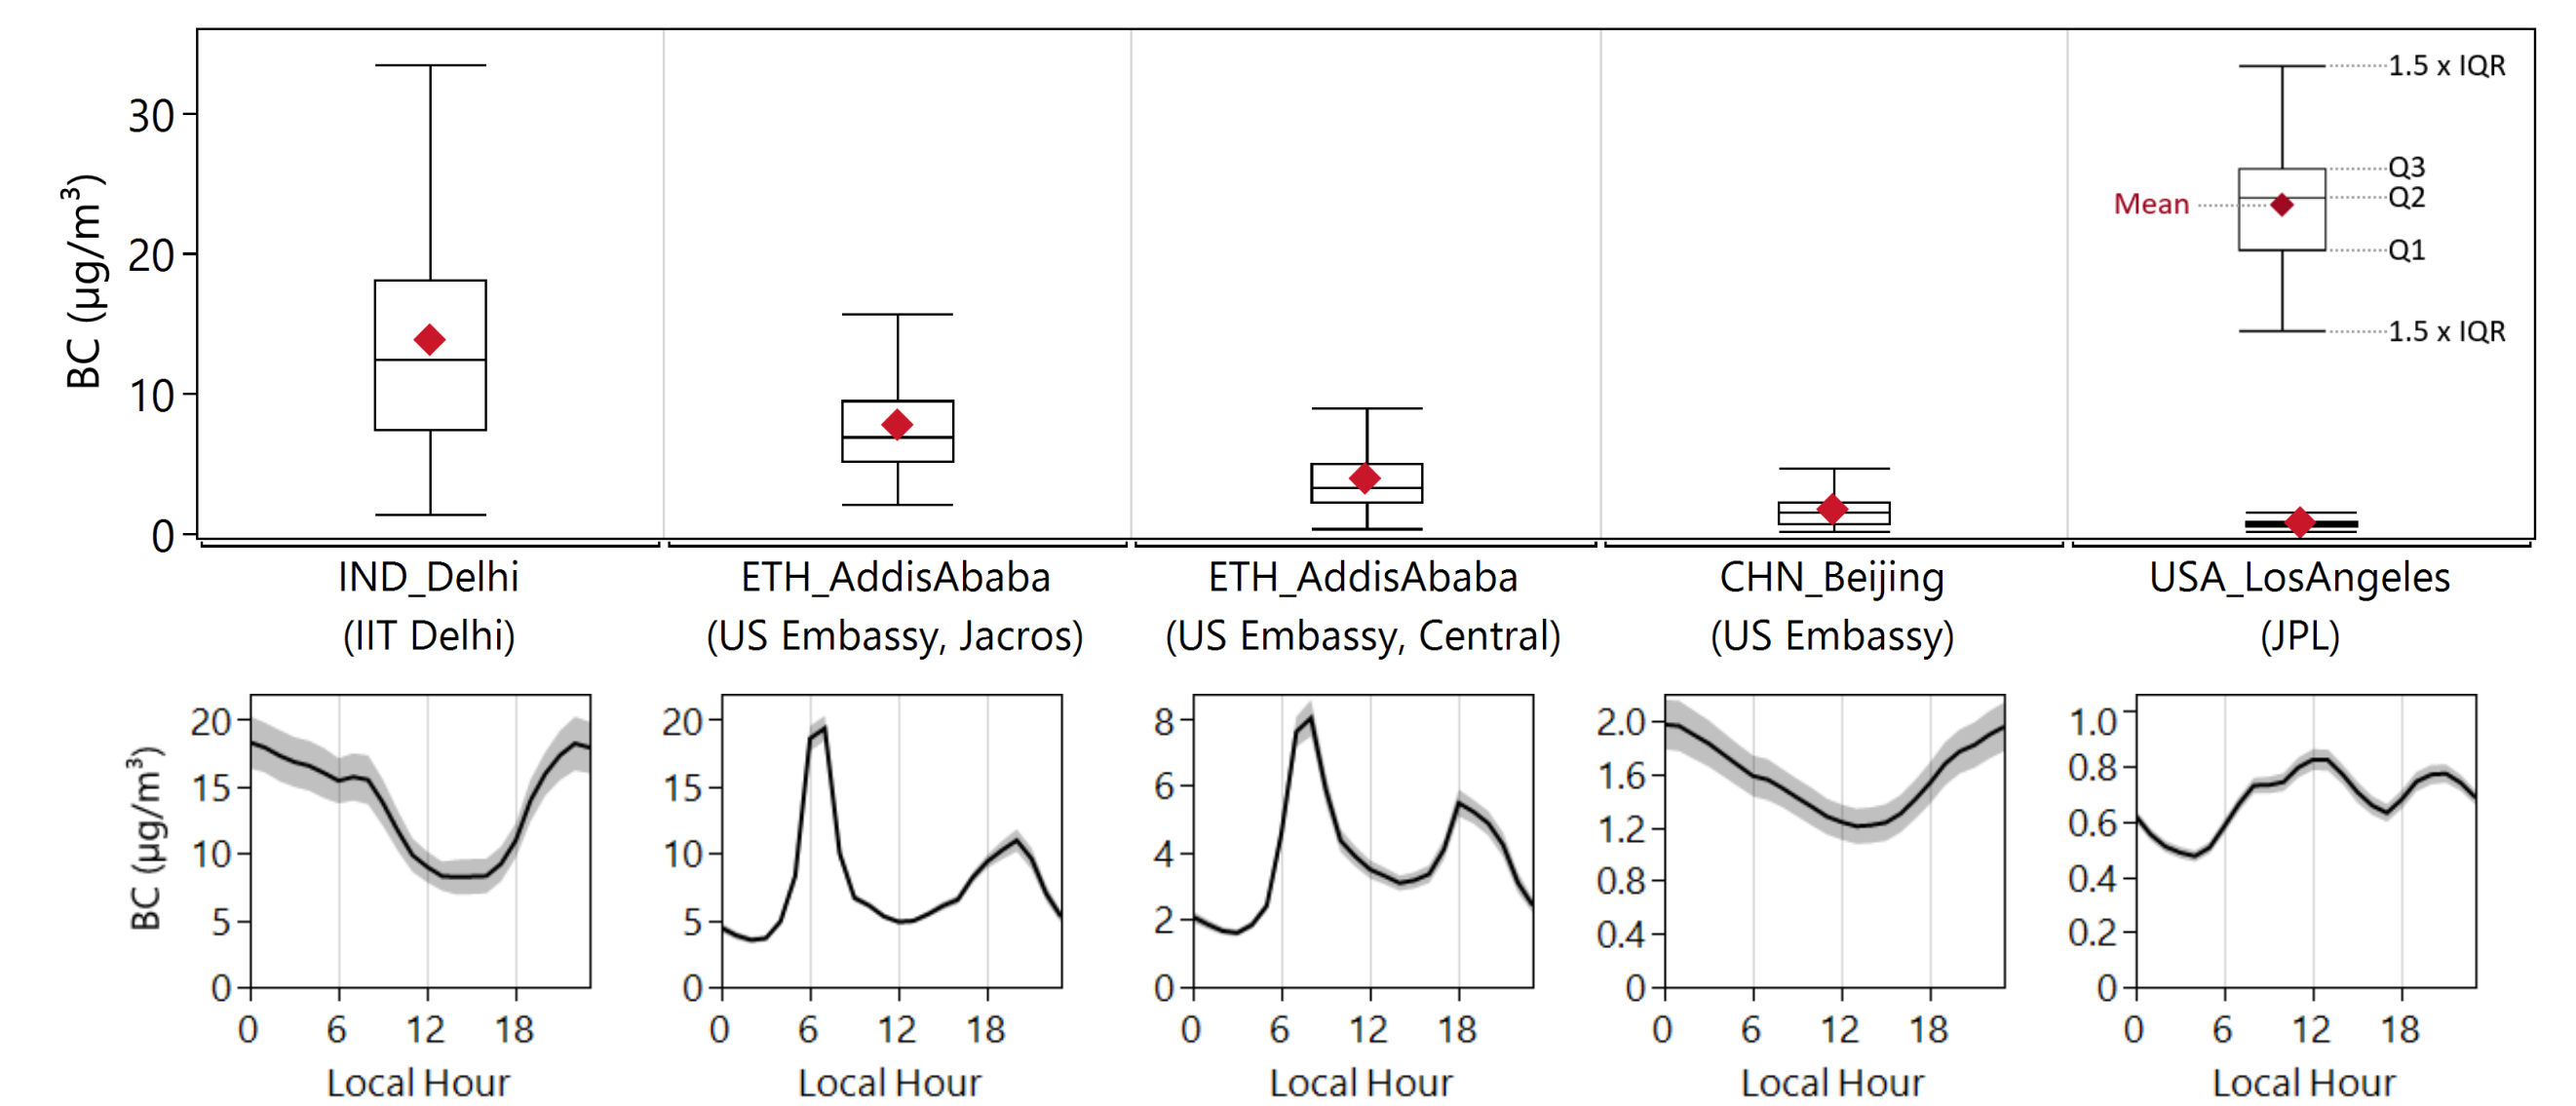 BC (µg/m³)
30
20
10
0
1.5 x IQR
Q3
Q2
Mean
Q1
1.5 x IQR
IND_Delhi
(IIT Delhi)
ETH_AddisAbaba
(US Embassy, Jacros)
ETH_AddisAbaba
(US Embassy, Central)
CHN_Beijing
(US Embassy)
USA_LosAngeles
(JPL)
BC (µg/m³)
20
15
10
5
0
0 6 12 18
Local Hour
20
15
10
5
0
0 6 12 18
Local Hour
8
6
4
2
0
0 6 12 18
Local Hour
2.0
1.6
1.2
0.8
0.4
0
0 6 12 18
Local Hour
1.0
0.8
0.6
0.4
0.2
0
0 6 12 18
Local Hour